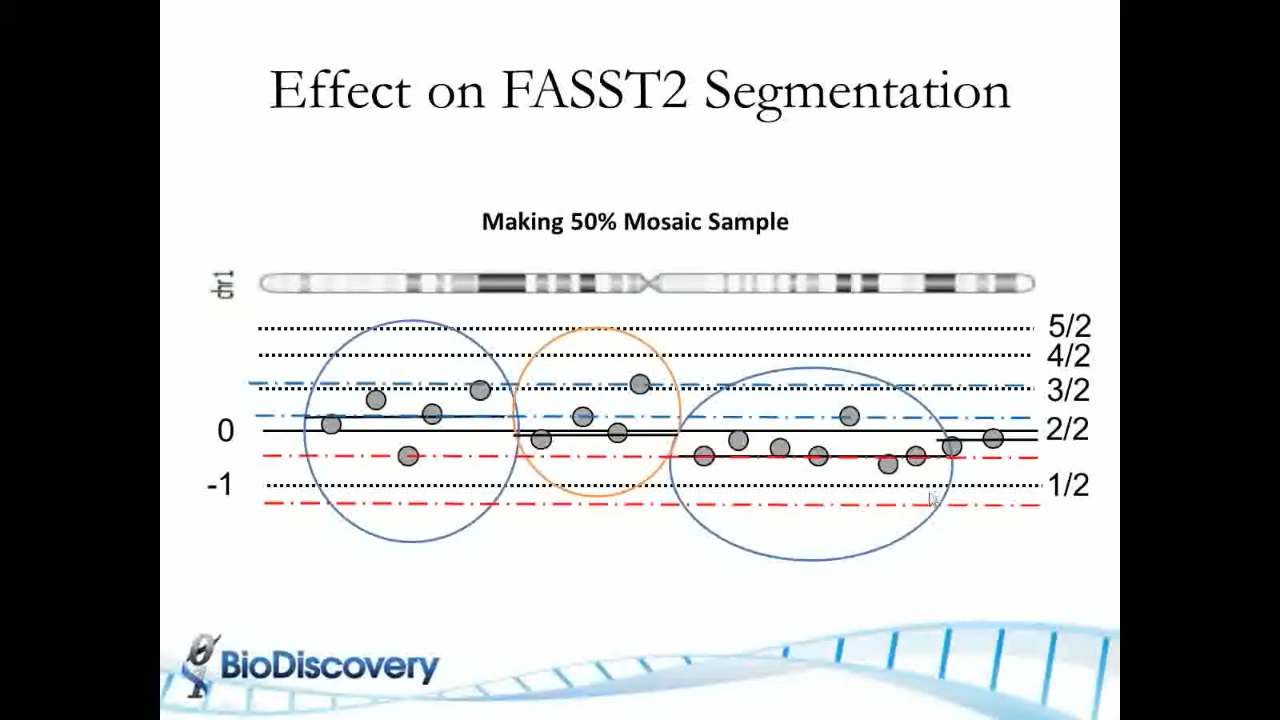 Effect on FASST2 Segmentation
Making 50% Mosaic Sample
chr1
5/2
4/2
3/2
0
2/2
-1
1/2
BioDiscovery